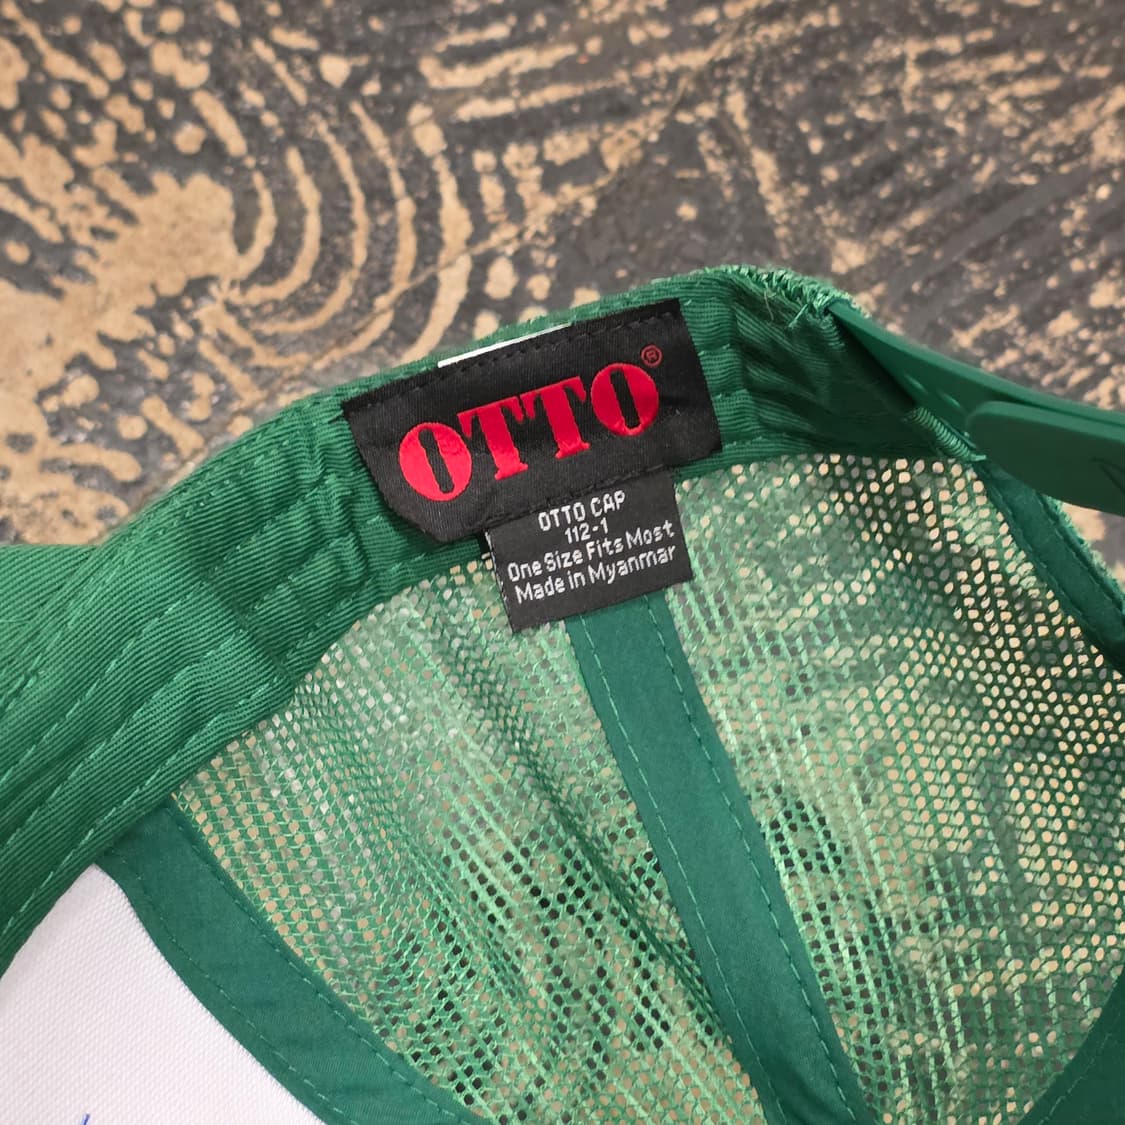 OTTO®
OTTO CAP
112-1
One Size Fits Most
Made in Myanmar